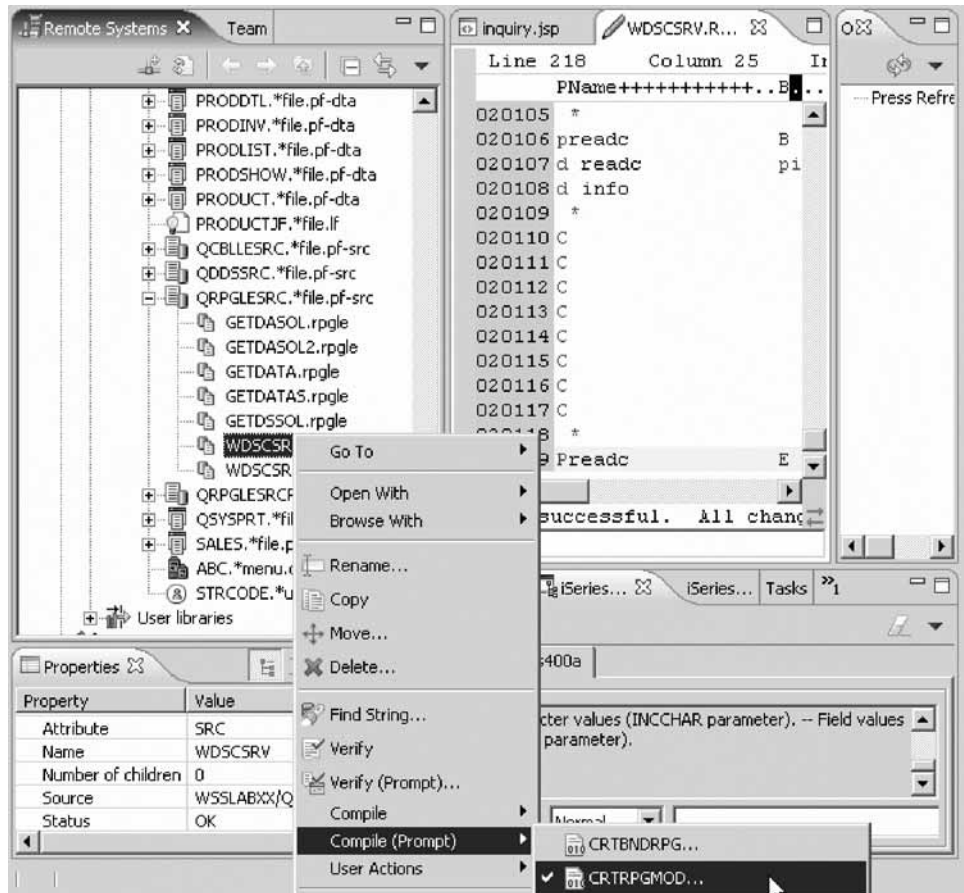 Remote Systems
Team
PRODDTL.*file.pf-dta
PRODINV.*file.pf-dta
PRODLIST.*file.pf-dta
PRODSHOW.*file.pf-dta
PRODUCT.*file.pf-dta
PRODUCTJF.*file.lf
QCBLLESRC.*file.pf-src
QDDSSRC.*file.pf-src
QRPGLESRC.*file.pf-src
GETDASOL.rpgle
GETDASOL2.rpgle
GETDATA.rpgle
GETDATAS.rpgle
GETDSSOL.rpgle
WDSCSR
WDSCSR
QRPGLESRCF
QSYSPRT.*fil
SALES.*file.p
ABC.*menu.
STRCODE.*u
User libraries
inquiry.jsp
WDSCSRV.R...
Line 218 Column 25
PName+++++++++++..B...
020105 *
020106 preadc B
020107 d readc pi
020108 d info
020109 *
020110 C
020111 C
020112 C
020113 C
020114 C
020115 C
020116 C
020117 C
*
9 Preadc E
successful. All chang
Press Refre
Properties
Property Value
Attribute SRC
Name WDSCSRV
Number of children 0
Source WSSLABXX/Q
Status OK
Go To
Open With
Browse With
Rename...
Copy
Move...
Delete...
Find String...
Verify
Verify (Prompt)...
Compile
Compile (Prompt)
User Actions
CRTBNDRPG...
CRTRPGMOD...
iSeries...
iSeries...
Tasks
»1
s400a
cter values (INCCHAR parameter). -- Field values
parameter).
Normal